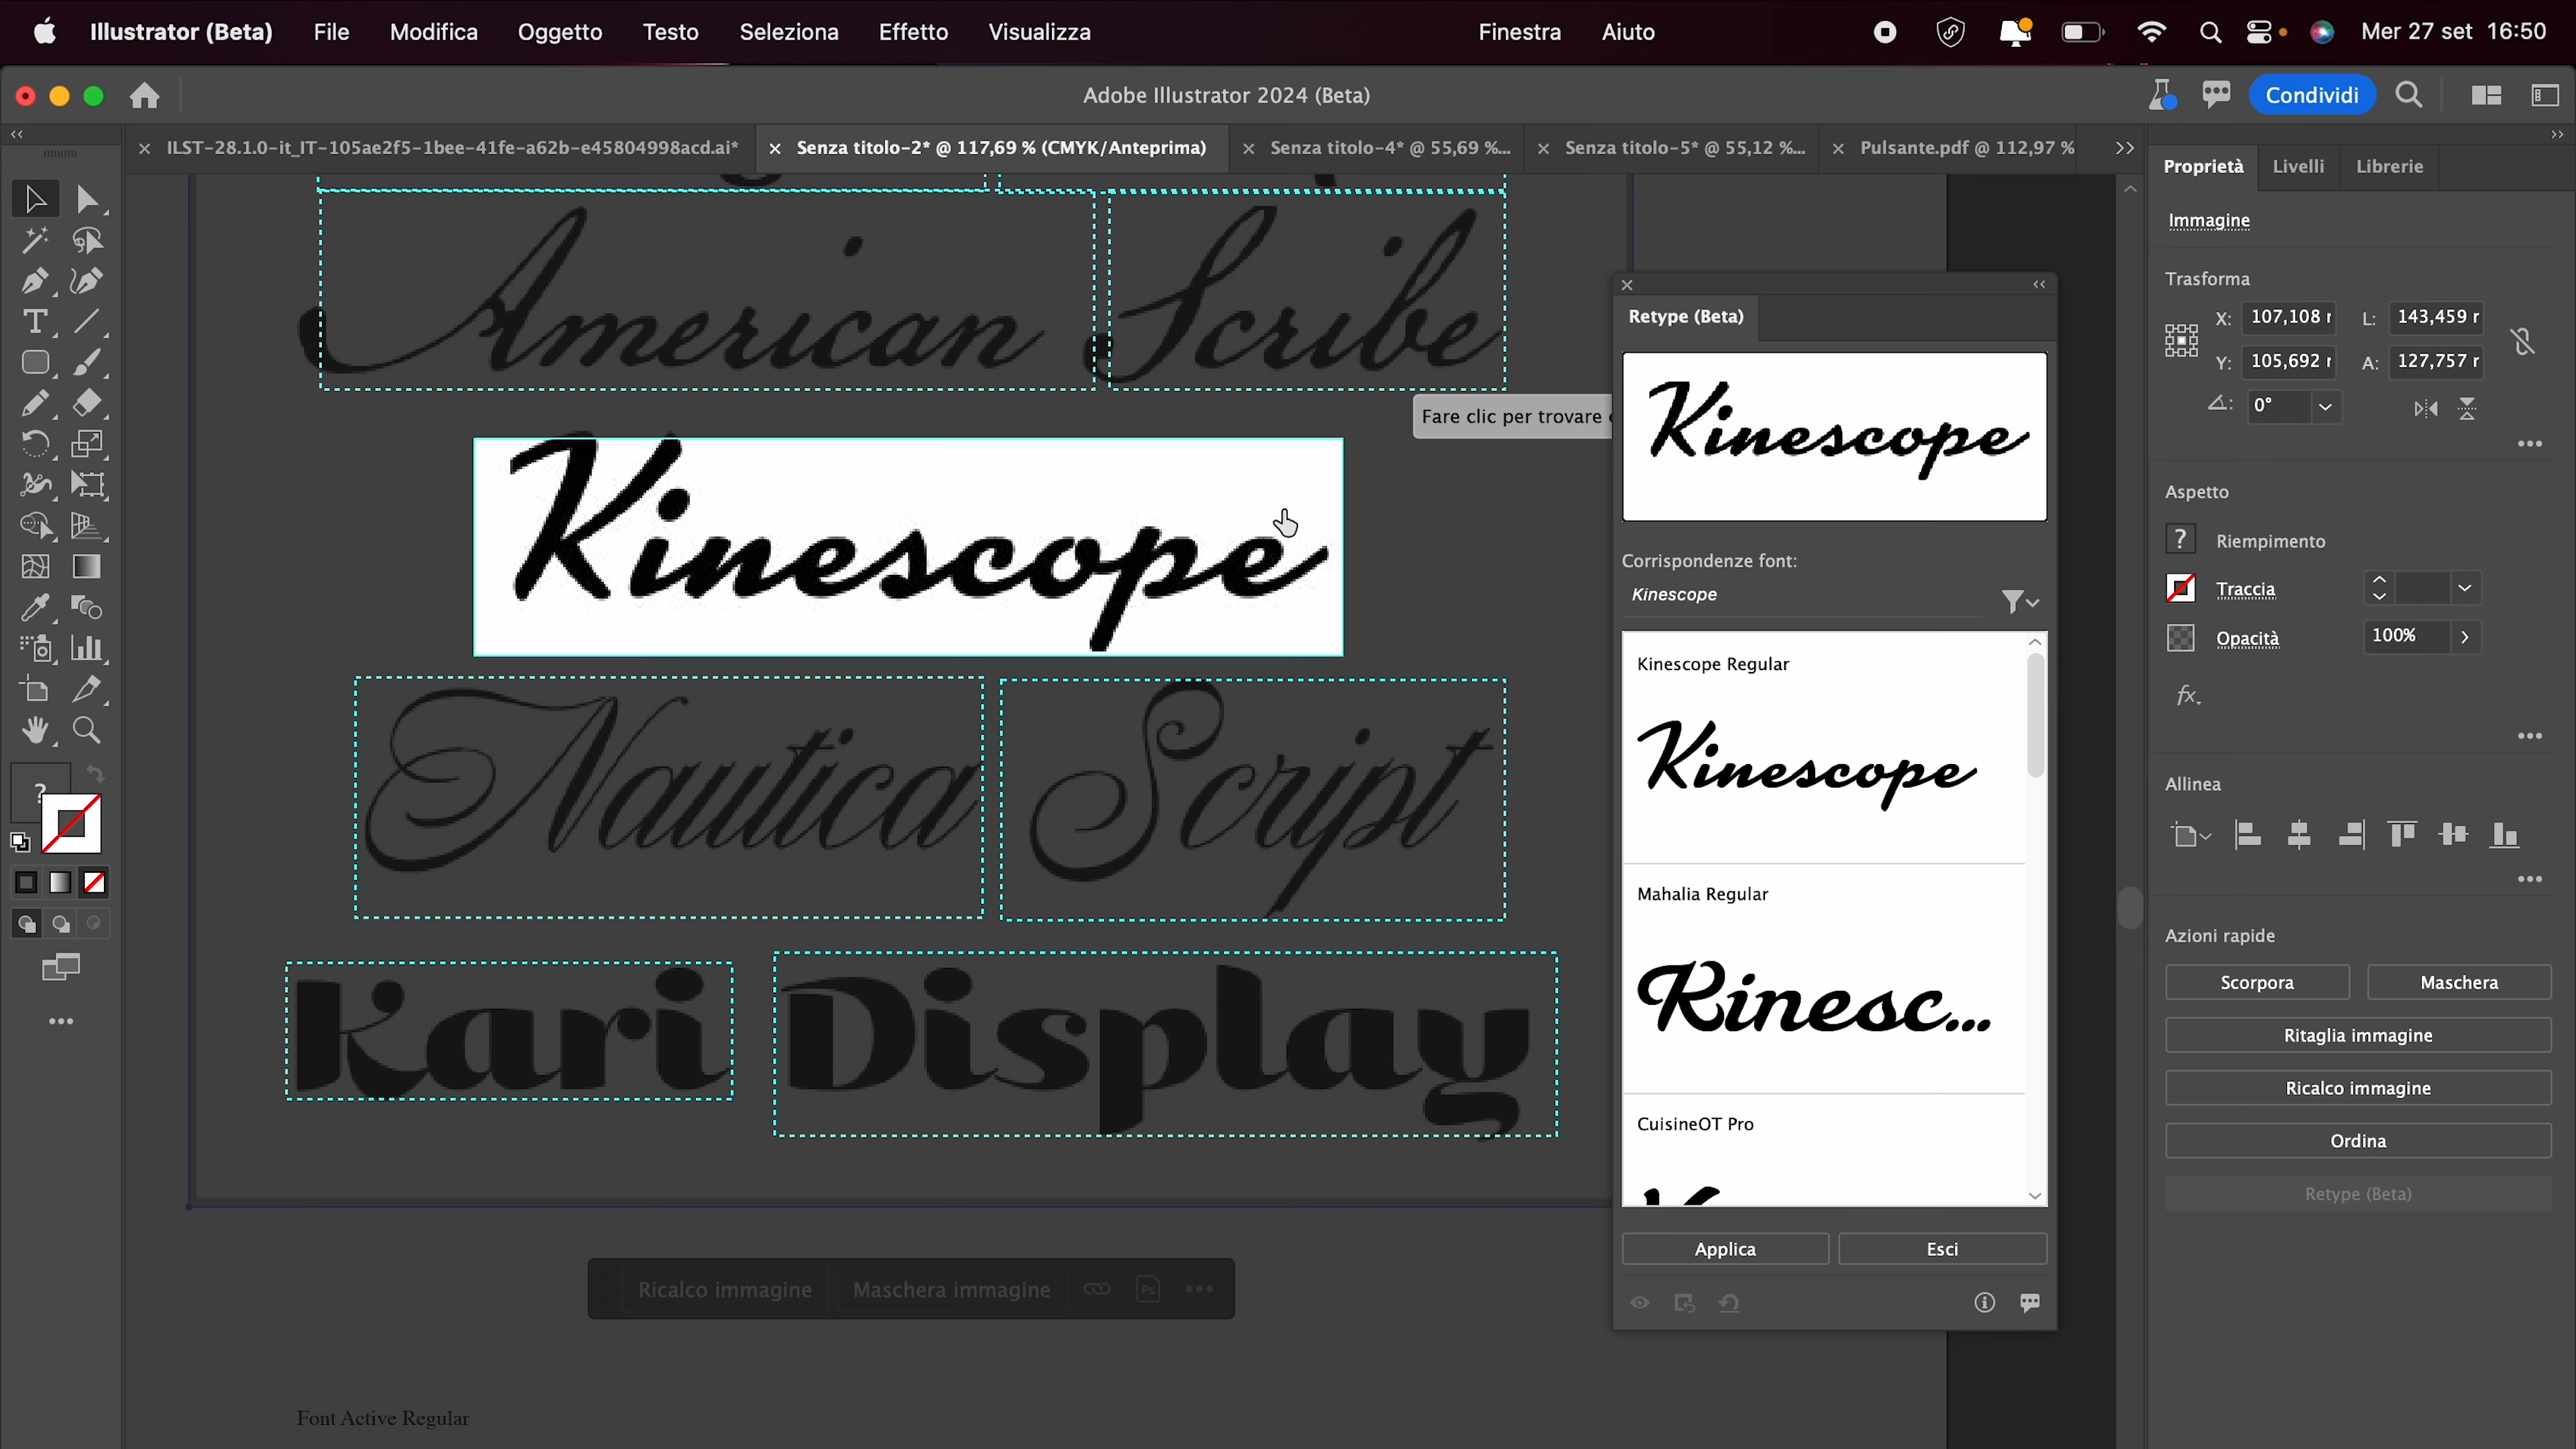 Illustrator (Beta) File Modifica Oggetto Testo Seleziona Effetto Visualizza Finestra Aiuto Mer 27 set 16:50
Adobe Illustrator 2024 (Beta)
Condividi
ILST-28.1.0-it_IT-105ae2f5-1bee-41fe-a62b-e45804998acd.ai*
Senza titolo-2* @ 117,69 % (CMYK/Anteprima)
Senza titolo-4* @ 55,69 %...
Senza titolo-5* @ 55,12 %...
Pulsante.pdf @ 112,97 %
American Scribe
Fare clic per trovare
Kinescope
Nautica Script
Kari Display
Ricalco immagine Maschera immagine Ps
Font Active Regular
Retype (Beta)
Kinescope
Corrispondenze font:
Kinescope
Kinescope Regular
Kinescope
Mahalia Regular
Kinesc...
CuisineOT Pro
Applica Esci
Proprietà Livelli Librerie
Immagine
Trasforma
X: 107,108 r L: 143,459 r
Y: 105,692 r A: 127,757 r
0°
Aspetto
? Riempimento
Traccia
Opacità 100%
fx
Allinea
Azioni rapide
Scorpora Maschera
Ritaglia immagine
Ricalco immagine
Ordina
Retype (Beta)